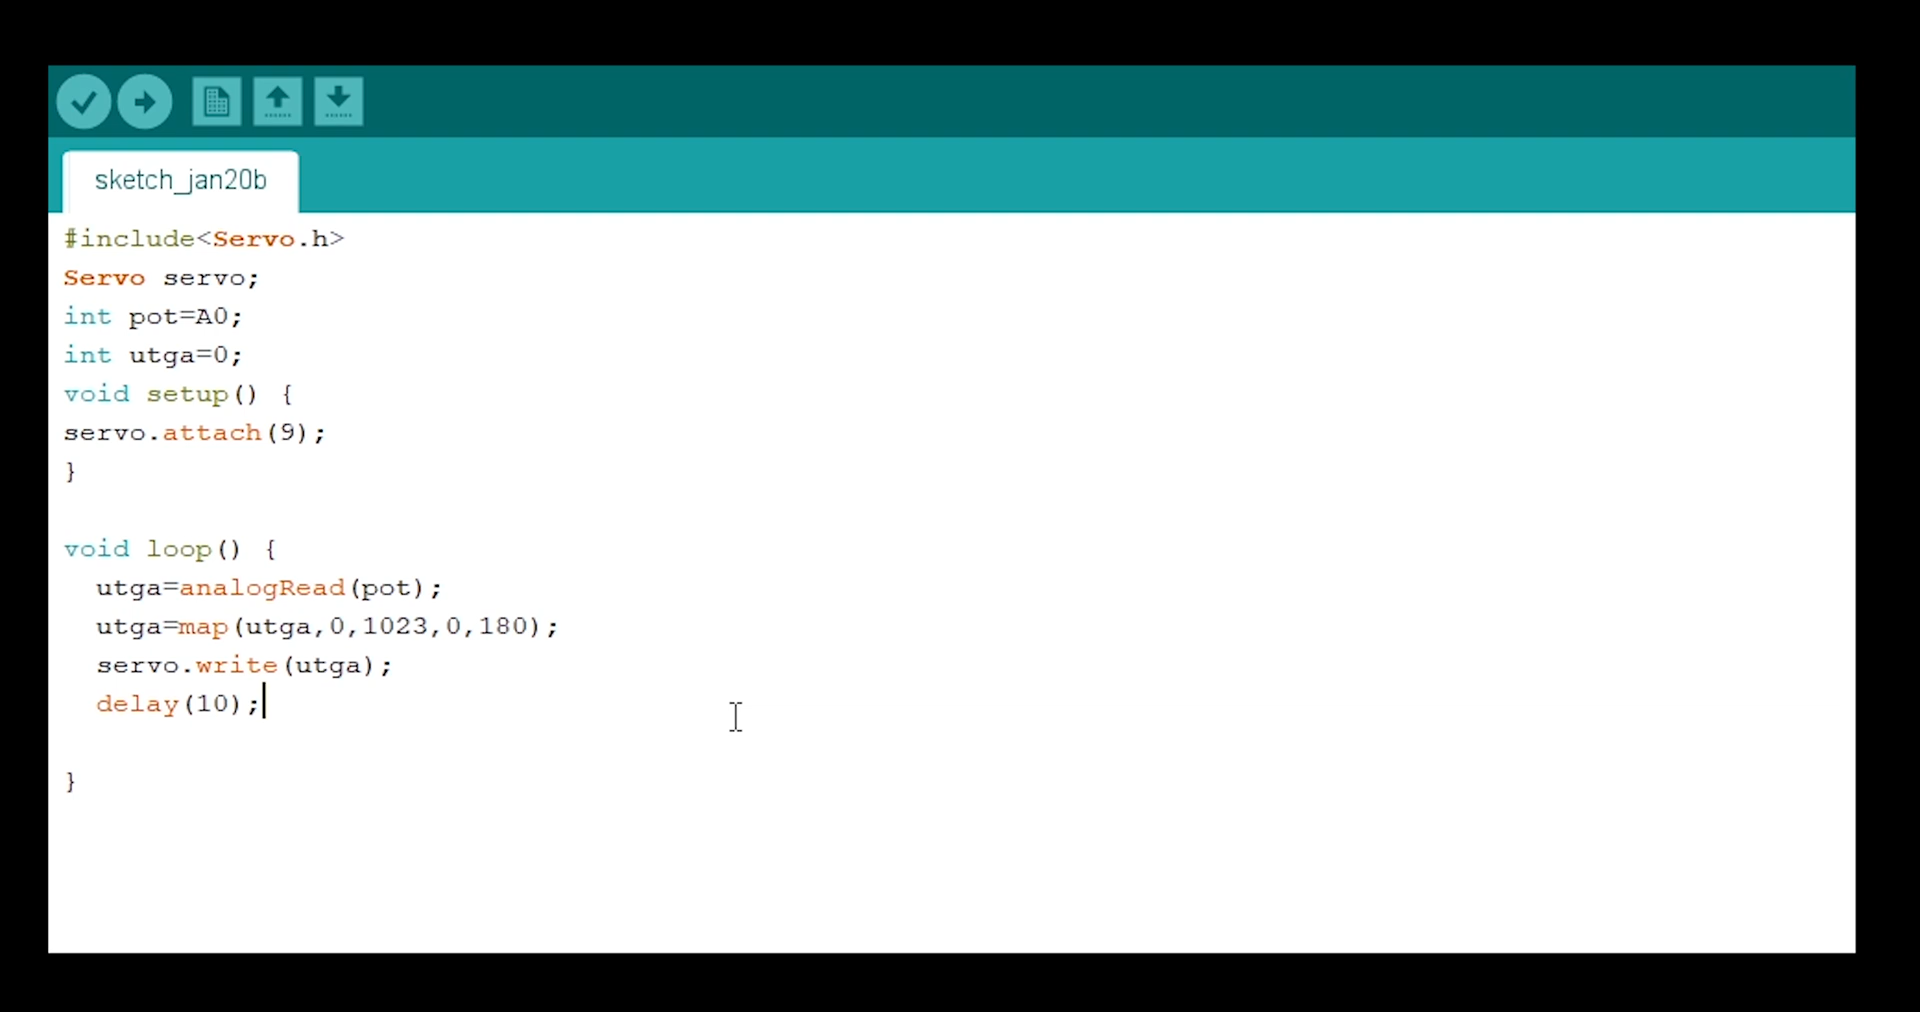 sketch_jan20b
#include<Servo.h>
Servo servo;
int pot=A0;
int utga=0;
void setup() {
servo.attach(9);
}
void loop() {
  utga=analogRead(pot);
  utga=map(utga,0,1023,0,180);
  servo.write(utga);
  delay(10);
}